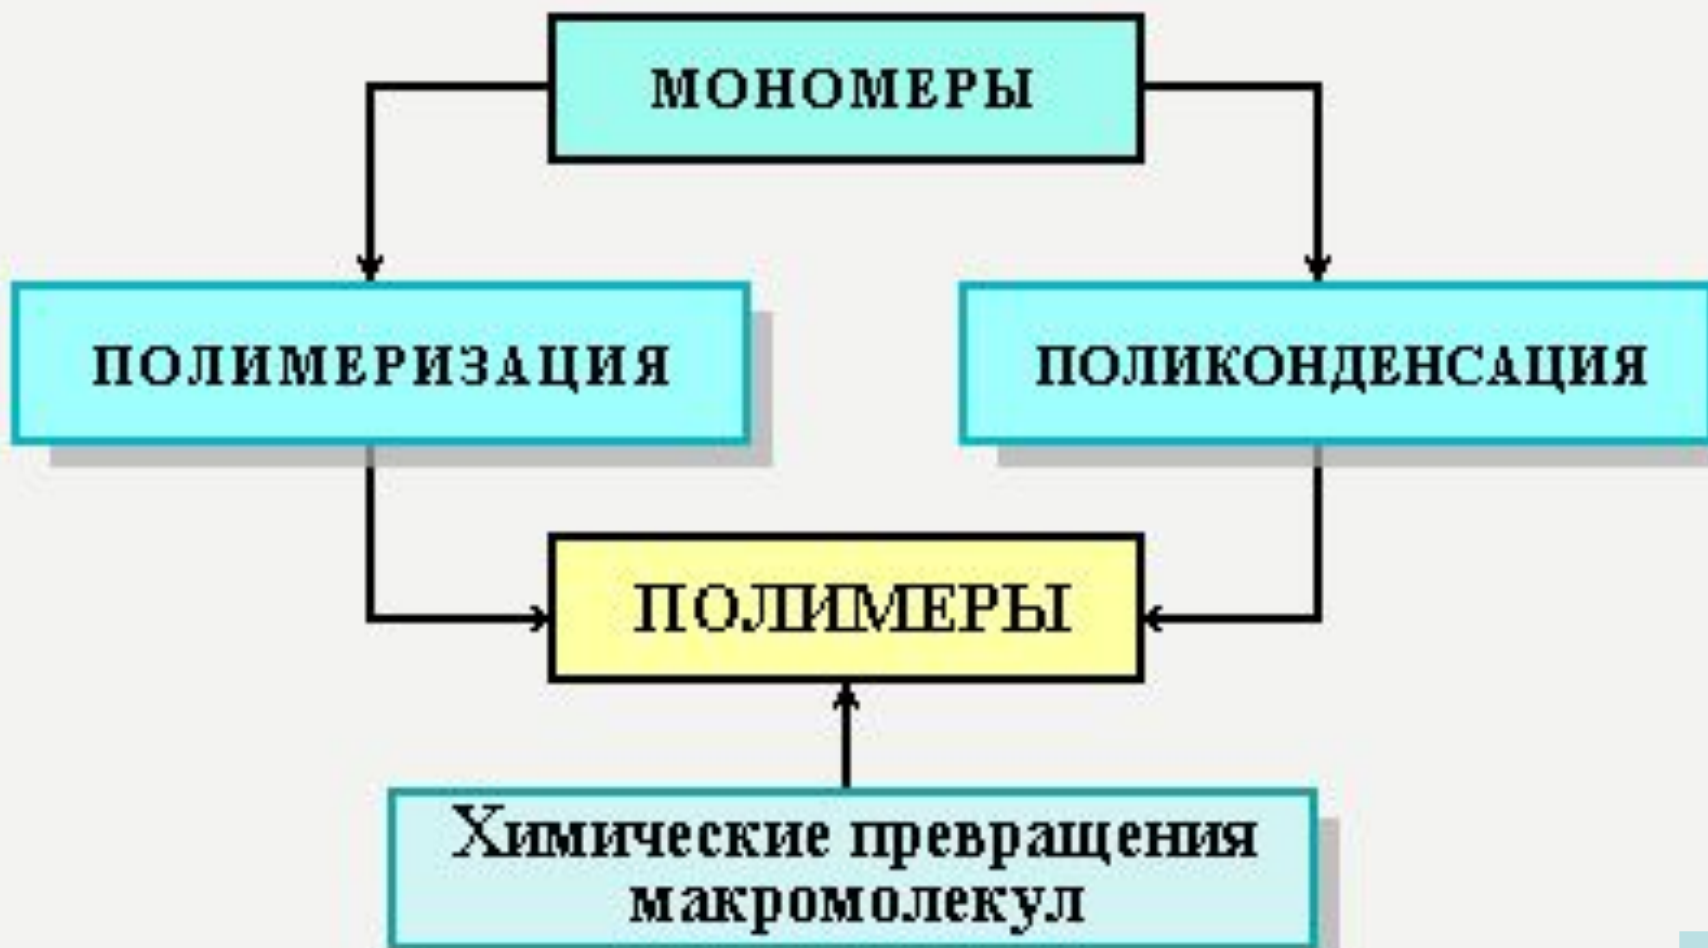 МОНОМЕРЫ
ПОЛИМЕРИЗАЦИЯ
ПОЛИКОНДЕНСАЦИЯ
ПОЛИМЕРЫ
Химические превращения
макромолекул